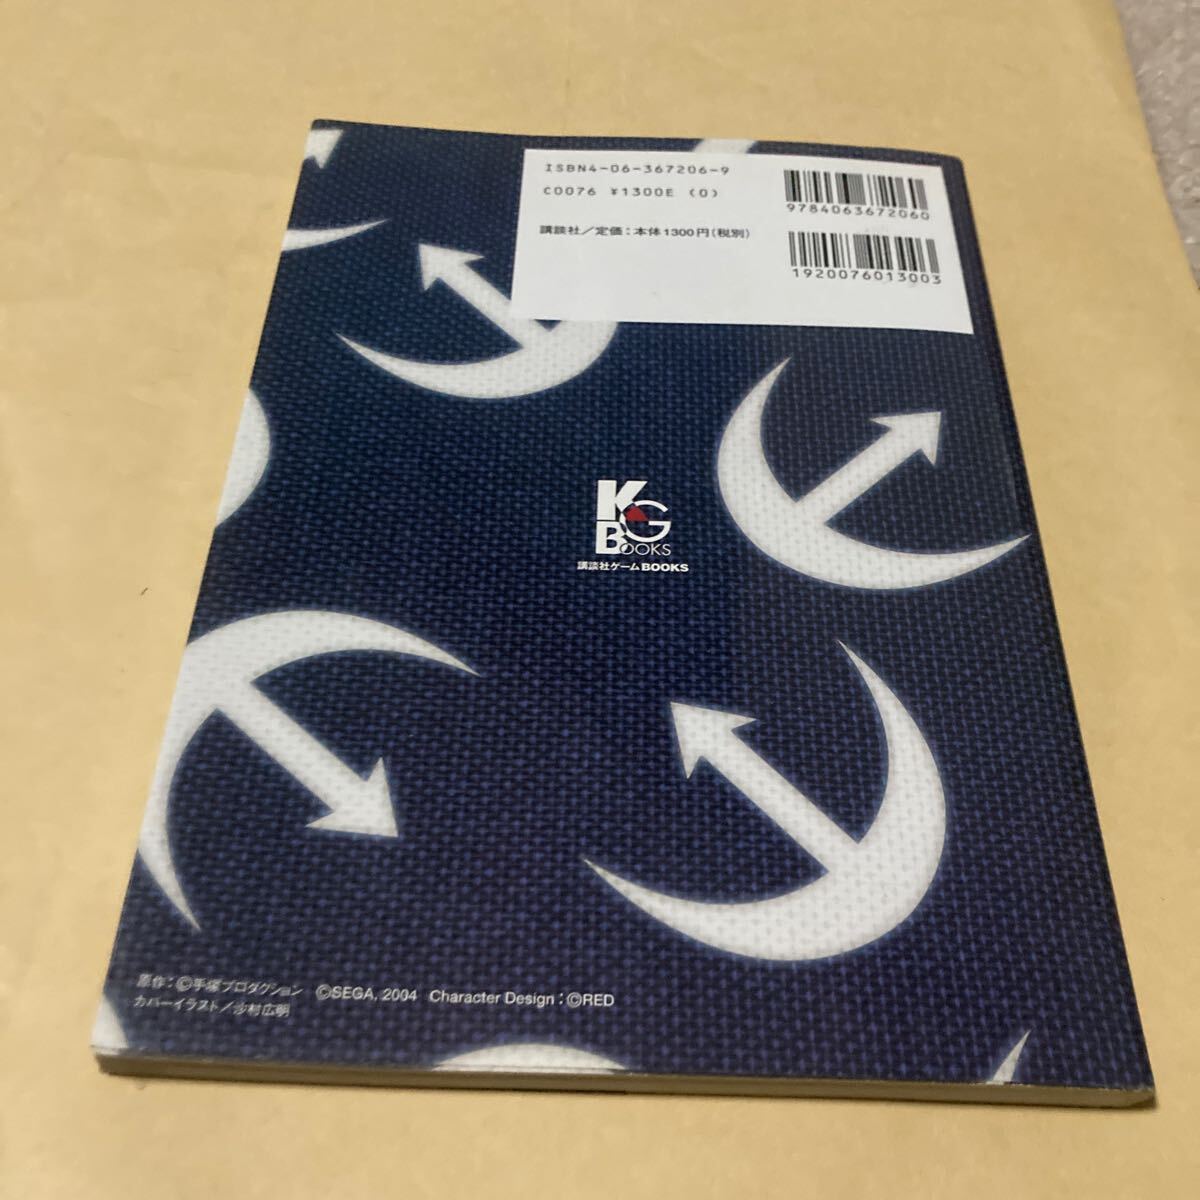 ISBN4-06-367206-9
C0076 ¥1300E (0)
講談社/定価:本体1300円(税別)
9784063672060
1920076013003
KG
BOOKS
講談社ゲームBOOKS
原作:©手塚プロダクション ©SEGA, 2004 Character Design:©RED
カバーイラスト/沙村広明